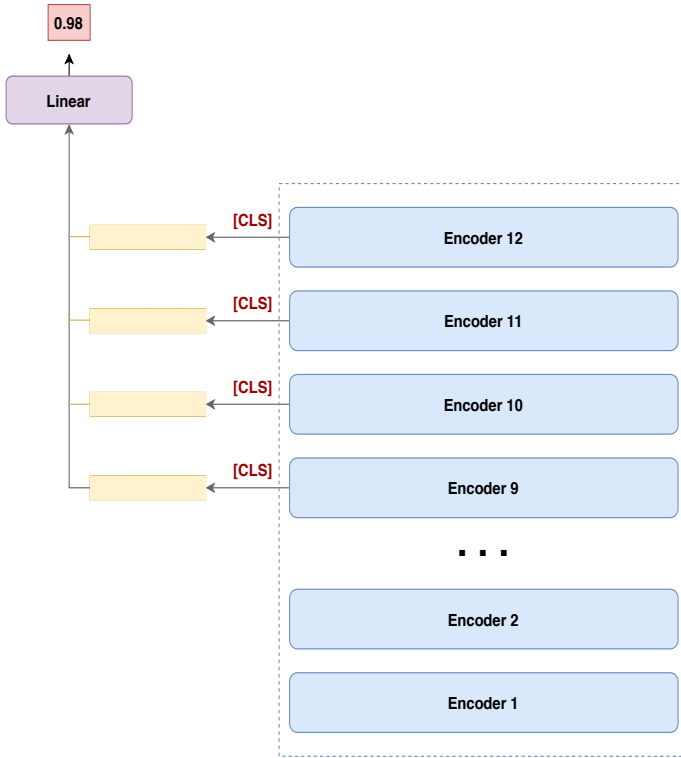 0.98
Linear
[CLS]
Encoder 12
[CLS]
Encoder 11
[CLS]
Encoder 10
[CLS]
Encoder 9
. . .
Encoder 2
Encoder 1